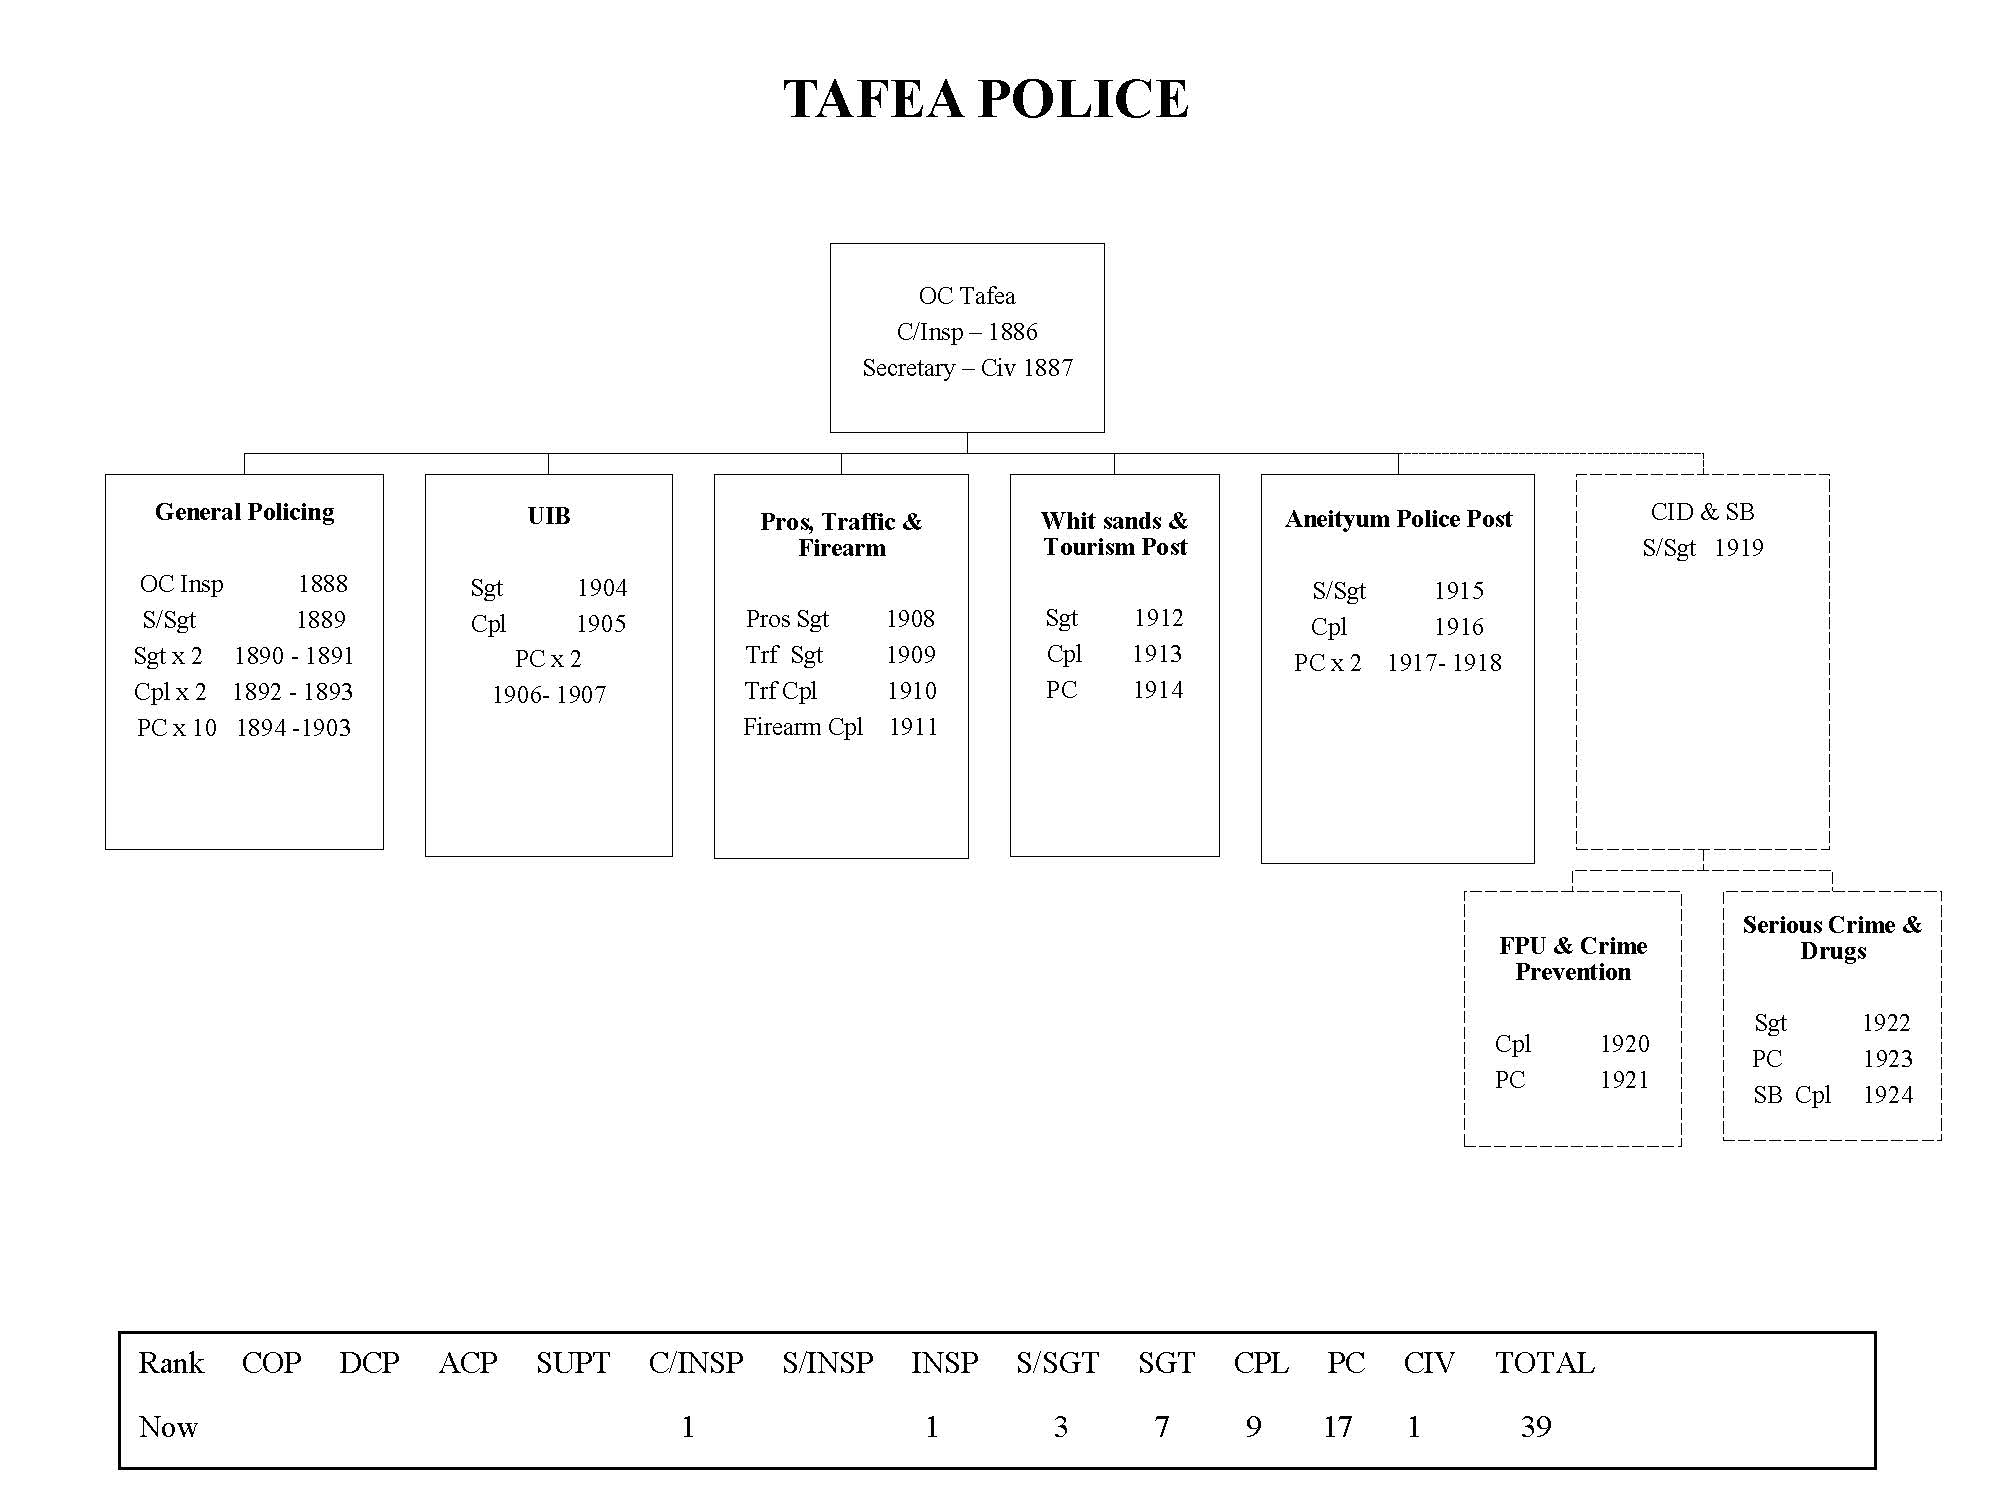 TAFEA POLICE
OC Tafea
C/Insp – 1886
Secretary – Civ 1887
General Policing
OC Insp 1888
S/Sgt 1889
Sgt x 2 1890 - 1891
Cpl x 2 1892 - 1893
PC x 10 1894 -1903
UIB
Sgt 1904
Cpl 1905
PC x 2
1906- 1907
Pros, Traffic &
Firearm
Pros Sgt 1908
Trf Sgt 1909
Trf Cpl 1910
Firearm Cpl 1911
Whit sands &
Tourism Post
Sgt 1912
Cpl 1913
PC 1914
Aneityum Police Post
S/Sgt 1915
Cpl 1916
PC x 2 1917- 1918
CID & SB
S/Sgt 1919
FPU & Crime
Prevention
Cpl 1920
PC 1921
Serious Crime &
Drugs
Sgt 1922
PC 1923
SB Cpl 1924
Rank COP DCP ACP SUPT C/INSP S/INSP INSP S/SGT SGT CPL PC CIV TOTAL
Now 1 1 3 7 9 17 1 39